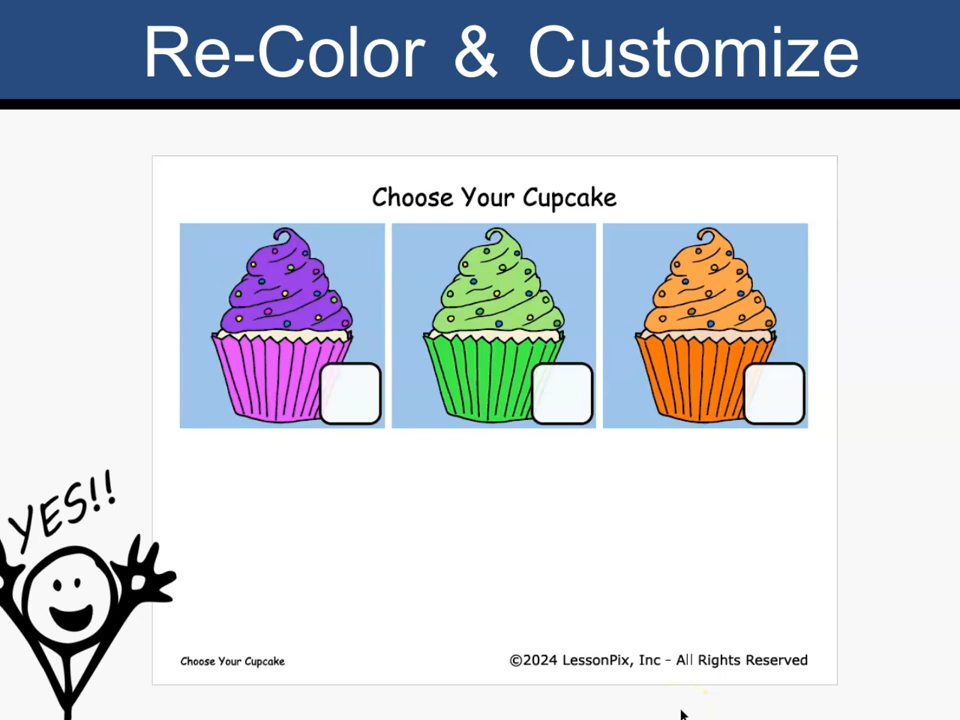 Re-Color & Customize
Choose Your Cupcake
YES!!
Choose Your Cupcake
©2024 LessonPix, Inc - All Rights Reserved